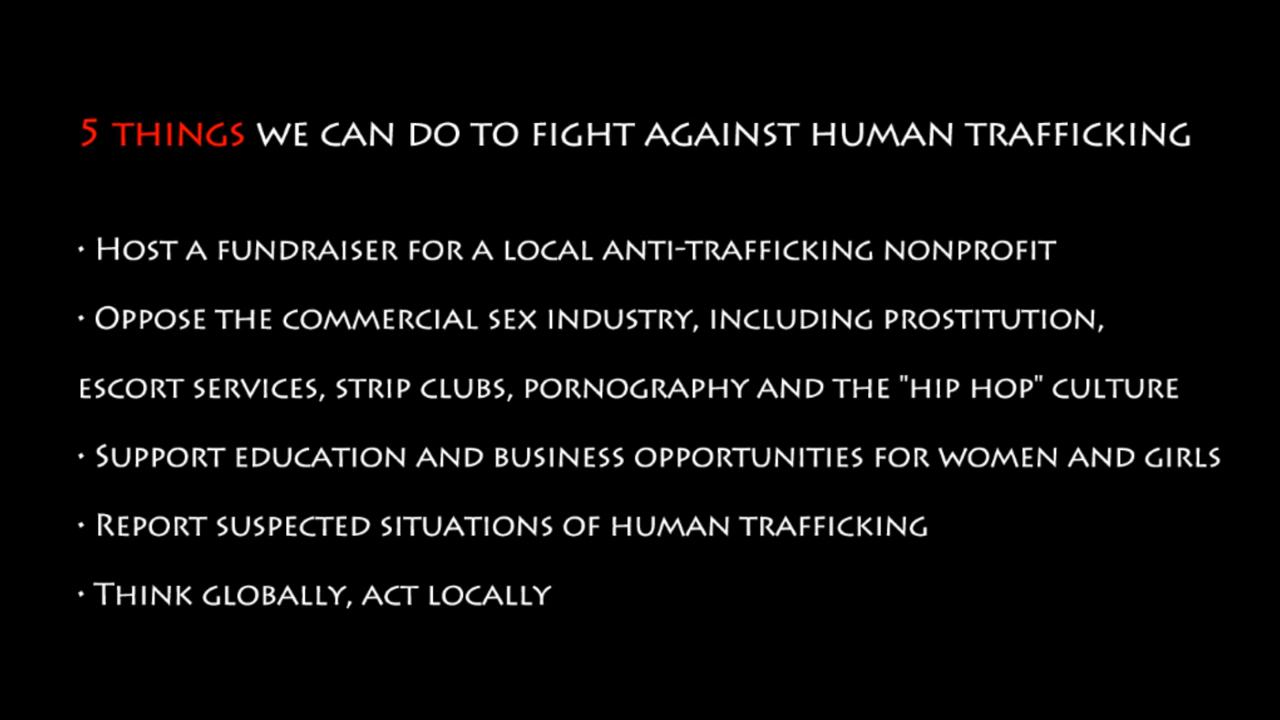 5 THINGS WE CAN DO TO FIGHT AGAINST HUMAN TRAFFICKING
• HOST A FUNDRAISER FOR A LOCAL ANTI-TRAFFICKING NONPROFIT
• OPPOSE THE COMMERCIAL SEX INDUSTRY, INCLUDING PROSTITUTION,
ESCORT SERVICES, STRIP CLUBS, PORNOGRAPHY AND THE "HIP HOP" CULTURE
• SUPPORT EDUCATION AND BUSINESS OPPORTUNITIES FOR WOMEN AND GIRLS
• REPORT SUSPECTED SITUATIONS OF HUMAN TRAFFICKING
• THINK GLOBALLY, ACT LOCALLY